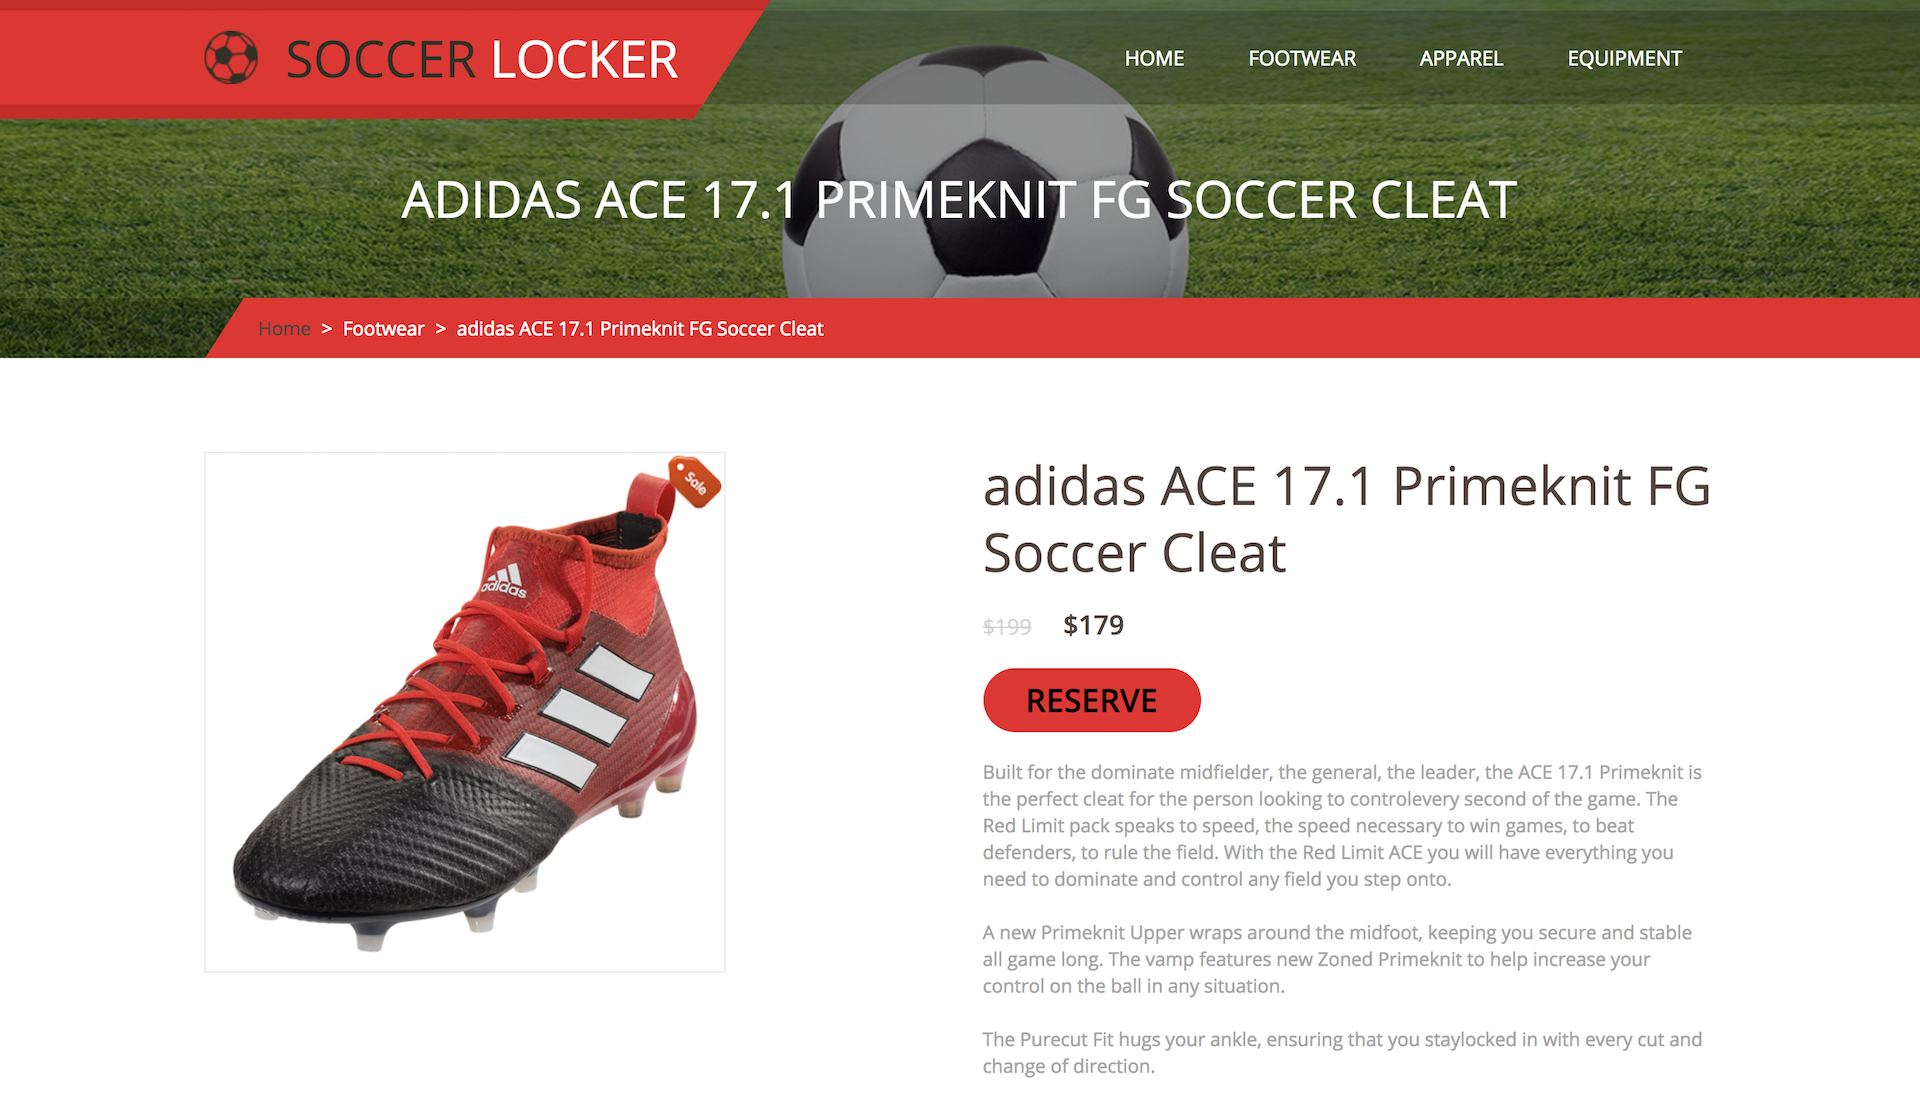 SOCCER LOCKER
HOME FOOTWEAR APPAREL EQUIPMENT
ADIDAS ACE 17.1 PRIMEKNIT FG SOCCER CLEAT
Home > Footwear > adidas ACE 17.1 Primeknit FG Soccer Cleat
Sale
adidas
adidas ACE 17.1 Primeknit FG
Soccer Cleat
$199 $179
RESERVE
Built for the dominate midfielder, the general, the leader, the ACE 17.1 Primeknit is
the perfect cleat for the person looking to controlevery second of the game. The
Red Limit pack speaks to speed, the speed necessary to win games, to beat
defenders, to rule the field. With the Red Limit ACE you will have everything you
need to dominate and control any field you step onto.
A new Primeknit Upper wraps around the midfoot, keeping you secure and stable
all game long. The vamp features new Zoned Primeknit to help increase your
control on the ball in any situation.
The Purecut Fit hugs your ankle, ensuring that you staylocked in with every cut and
change of direction.